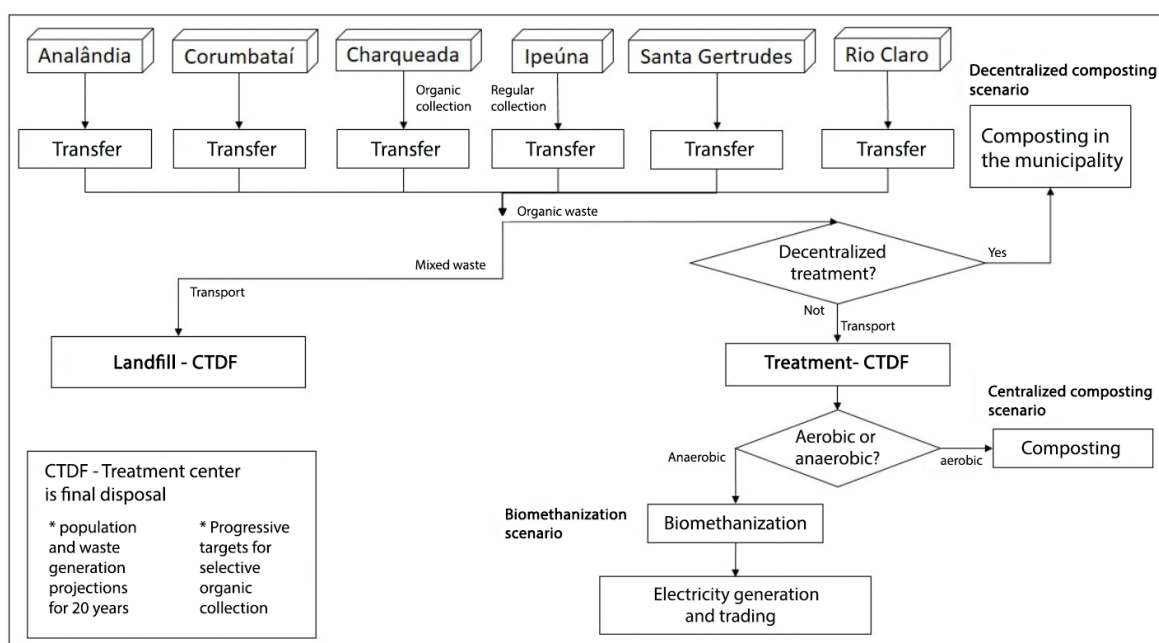 Analândia
Corumbataí
Charqueada
Ipeúna
Santa Gertrudes
Rio Claro
Organic
collection
Regular
collection
Decentralized composting
scenario
Transfer
Transfer
Transfer
Transfer
Transfer
Transfer
Composting in
the municipality
Organic waste
Mixed waste
Decentralized
treatment?
Yes
Transport
Not
Transport
Landfill - CTDF
Treatment- CTDF
Centralized composting
scenario
Aerobic or
anaerobic?
Anaerobic
aerobic
Composting
CTDF - Treatment center
is final disposal
* population
and waste
generation
projections
for 20 years
* Progressive
targets for
selective
organic
collection
Biomethanization
scenario
Biomethanization
Electricity generation
and trading